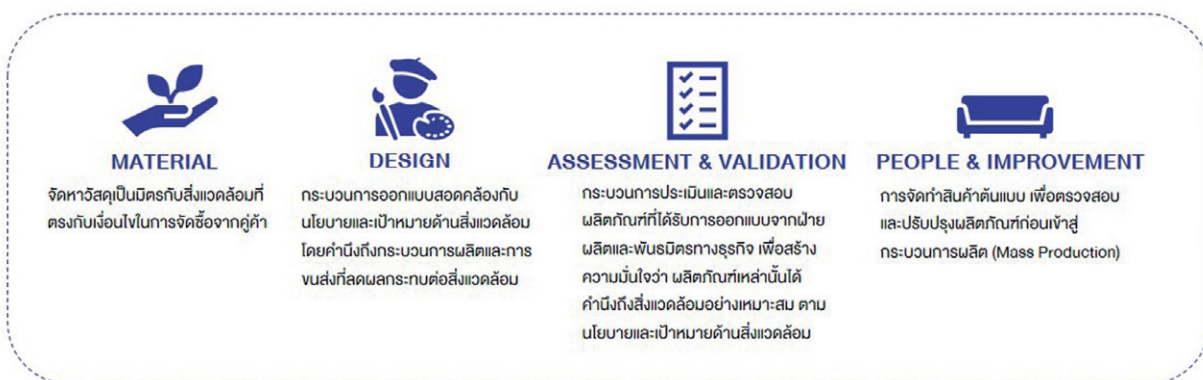 MATERIAL
จัดหาวัสดุเป็นมิตรกับสิ่งแวดล้อมที่
ตรงกับเงื่อนไขในการจัดซื้อจากคู่ค้า
DESIGN
กระบวนการออกแบบสอดคล้องกับ
นโยบายและเป้าหมายด้านสิ่งแวดล้อม
โดยคำนึงถึงกระบวนการผลิตและการ
ขนส่งที่ลดผลกระทบต่อสิ่งแวดล้อม
ASSESSMENT & VALIDATION
กระบวนการประเมินและตรวจสอบ
ผลิตภัณฑ์ที่ได้รับการออกแบบจากฝ่าย
ผลิตและพันธมิตรทางธุรกิจ เพื่อสร้าง
ความมั่นใจว่า ผลิตภัณฑ์เหล่านั้นได้
คำนึงถึงสิ่งแวดล้อมอย่างเหมาะสม ตาม
นโยบายและเป้าหมายด้านสิ่งแวดล้อม
PEOPLE & IMPROVEMENT
การจัดทำสินค้าต้นแบบ เพื่อตรวจสอบ
และปรับปรุงผลิตภัณฑ์ก่อนเข้าสู่
กระบวนการผลิต (Mass Production)